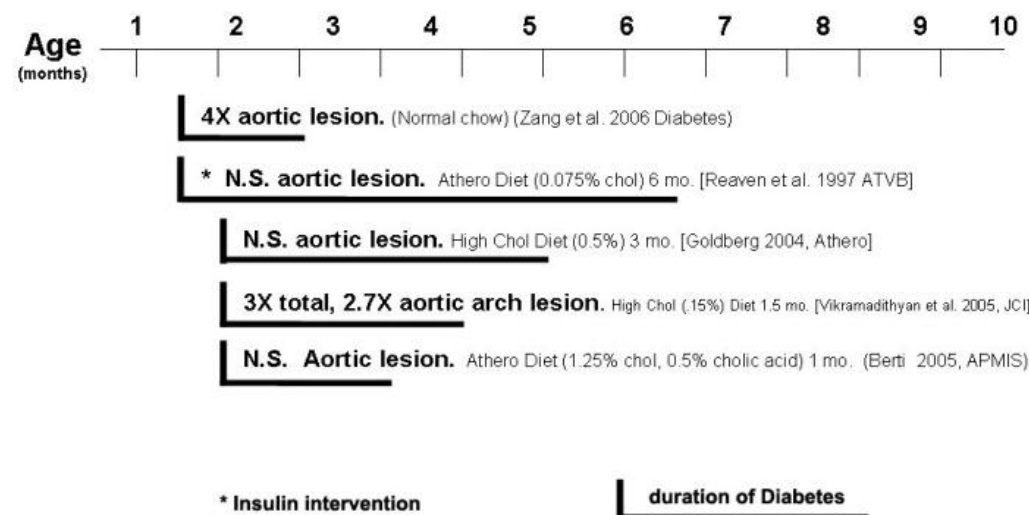 1 2 3 4 5 6 7 8 9 10
Age
(months)
4X aortic lesion. (Normal chow) (Zang et al. 2006 Diabetes)
* N.S. aortic lesion. Athero Diet (0.075% chol) 6 mo. [Reaven et al. 1997 ATVB]
N.S. aortic lesion. High Chol Diet (0.5%) 3 mo. [Goldberg 2004, Athero]
3X total, 2.7X aortic arch lesion. High Chol (.15%) Diet 1.5 mo. [Vikramadithyan et al. 2005, JCI]
N.S. Aortic lesion. Athero Diet (1.25% chol, 0.5% cholic acid) 1 mo. (Berti 2005, APMIS)
* Insulin intervention
duration of Diabetes